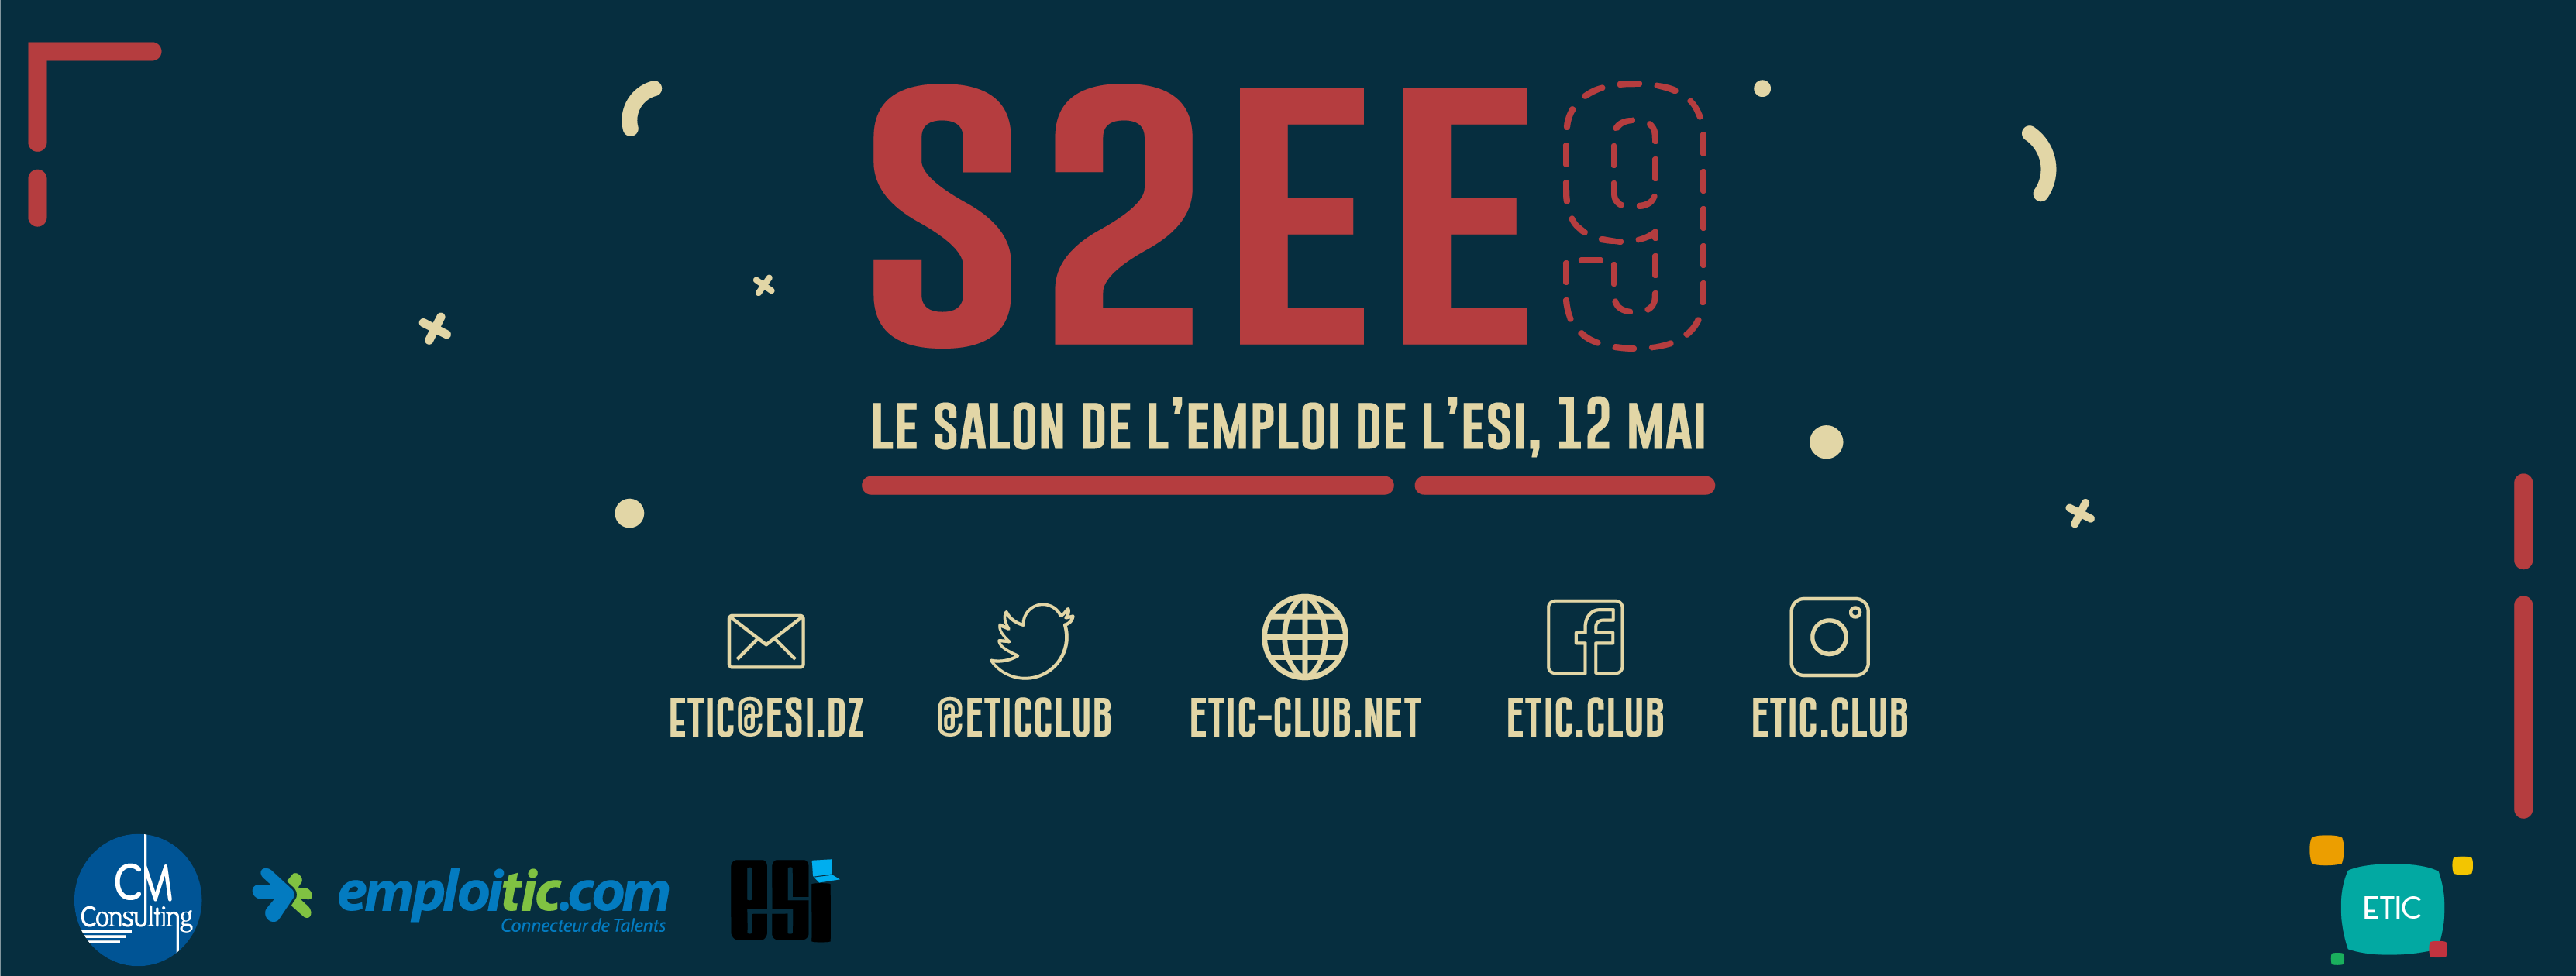 S2EE9
LE SALON DE L'EMPLOI DE L'ESI, 12 MAI
ETIC@ESI.DZ
@ETICCLUB
ETIC-CLUB.NET
ETIC.CLUB
ETIC.CLUB
CM
Consulting
emploitic.com
Connecteur de Talents
esi
ETIC